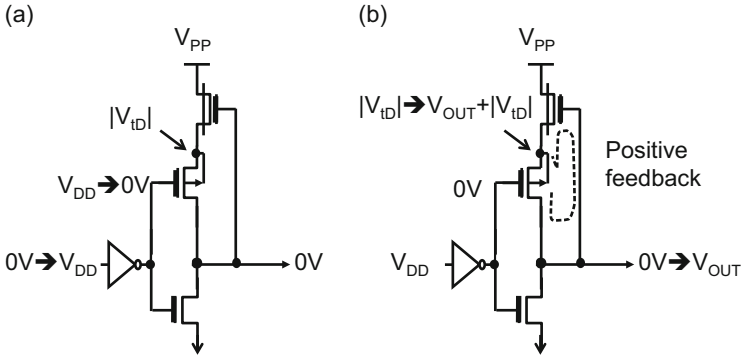 (a)
V_PP
|V_tD|
V_DD➔0V
0V➔V_DD
0V
(b)
V_PP
|V_tD|➔V_OUT+|V_tD|
Positive
feedback
0V
V_DD
0V➔V_OUT